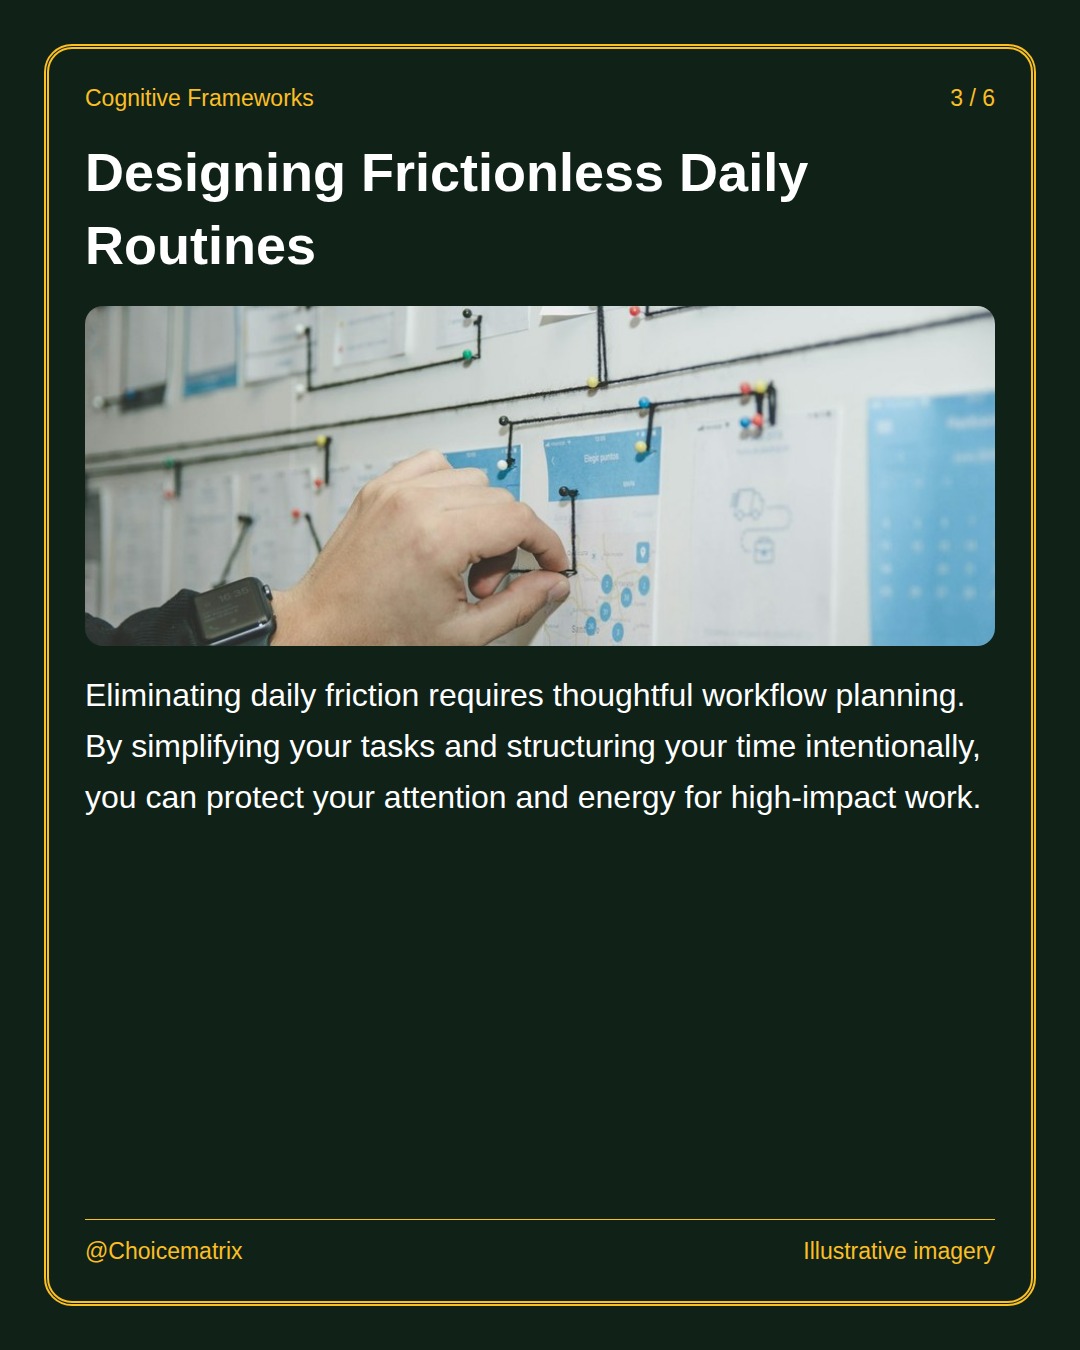 Cognitive Frameworks
3 / 6
Designing Frictionless Daily
Routines
Elegir puntos
Eliminating daily friction requires thoughtful workflow planning.
By simplifying your tasks and structuring your time intentionally,
you can protect your attention and energy for high-impact work.
@Choicematrix
Illustrative imagery